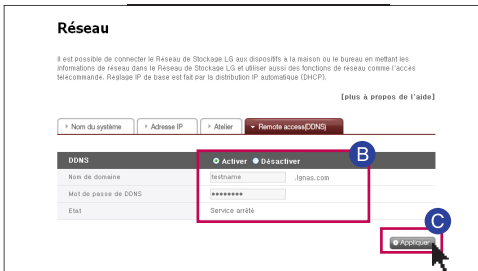 Réseau
Il est possible de connecter le Réseau de Stockage LG aux dispositifs à la maison ou le bureau en mettant les
informations de réseau dans le Réseau de Stockage LG et utiliser aussi des fonctions de réseau comme l'accès
télécommandé. Réglage IP de base est fait par la distribution IP automatique (DHCP).
[plus à propos de l'aide]
Nom du système Adresse IP Atelier Remote access(DDNS)
DDNS Activer Désactiver B
Nom de domaine testname .lgnas.com
Mot de passe de DDNS ********
Etat Service arrêté
C
Appliquer